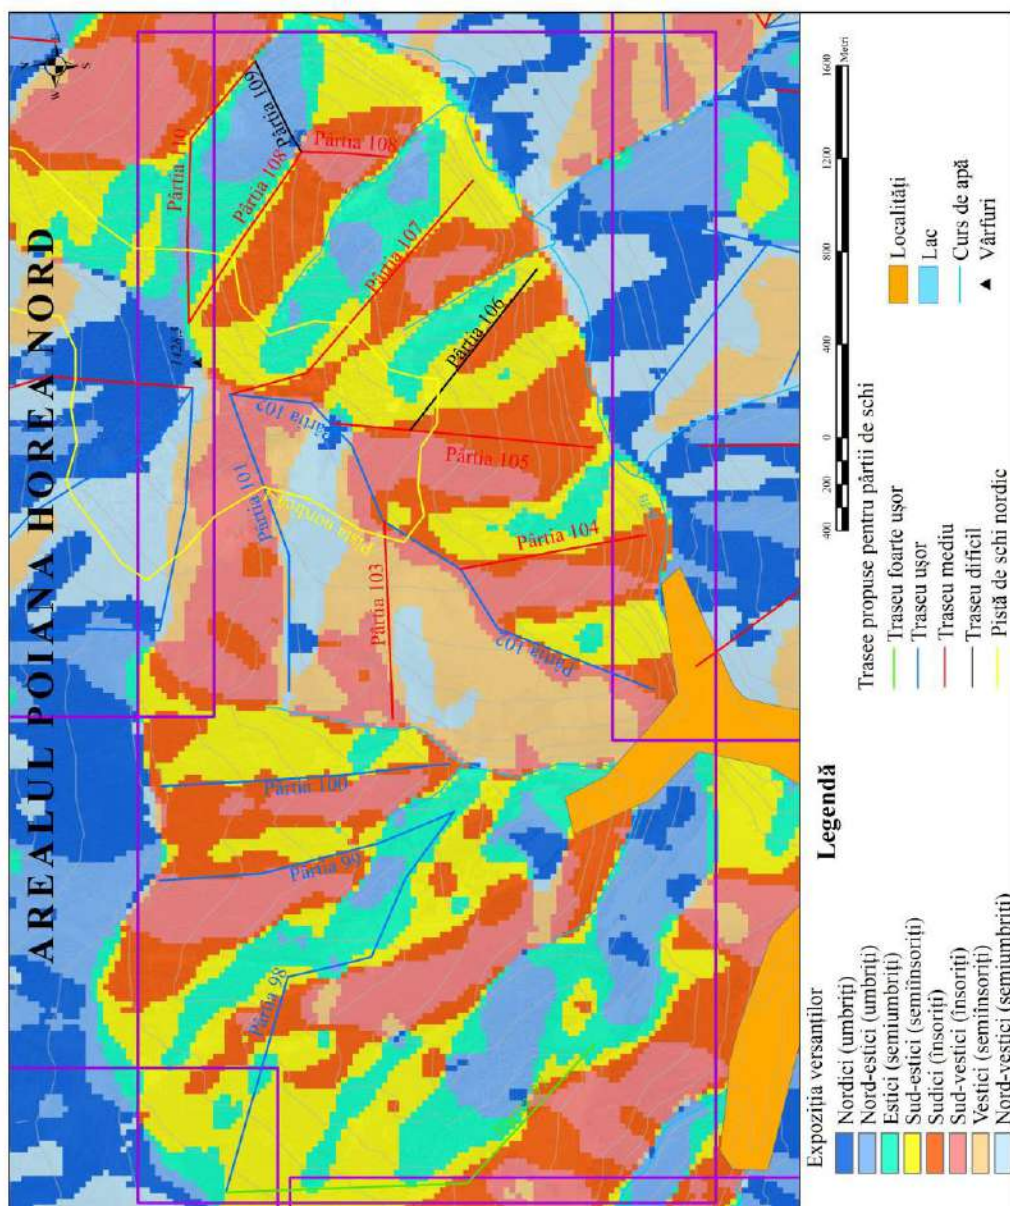 AREALUL POIANA HOREA NORD
N
S
W
1428.3
Pârtia 98
Pârtia 99
Pârtia 100
Pârtia 101
Pârtia 102
Pârtia 102
Pârtia 103
Pârtia 104
Pârtia 105
Pârtia 106
Pârtia 107
Pârtia 108
Pârtia 108
Pârtia 109
Pârtia 110
Legendă
Expoziția versanților
Nordici (umbriți)
Nord-estici (umbriți)
Estici (semiumbriți)
Sud-estici (semiînsoriți)
Sudici (însoriți)
Sud-vestici (însoriți)
Vestici (semiînsoriți)
Nord-vestici (semiumbriți)
Trasee propuse pentru pârtii de schi
Traseu foarte ușor
Traseu ușor
Traseu mediu
Traseu dificil
Pistă de schi nordic
Localități
Lac
Curs de apă
Vârfuri
400 200 0 400 800 1200 1600
Metri